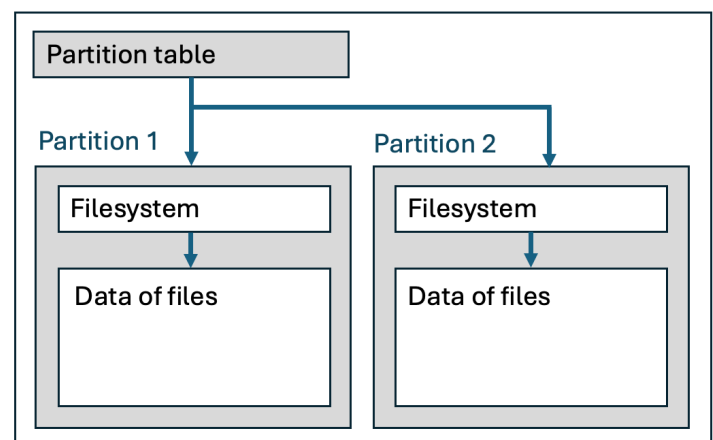 Partition table
Partition 1
Partition 2
Filesystem
Filesystem
Data of files
Data of files